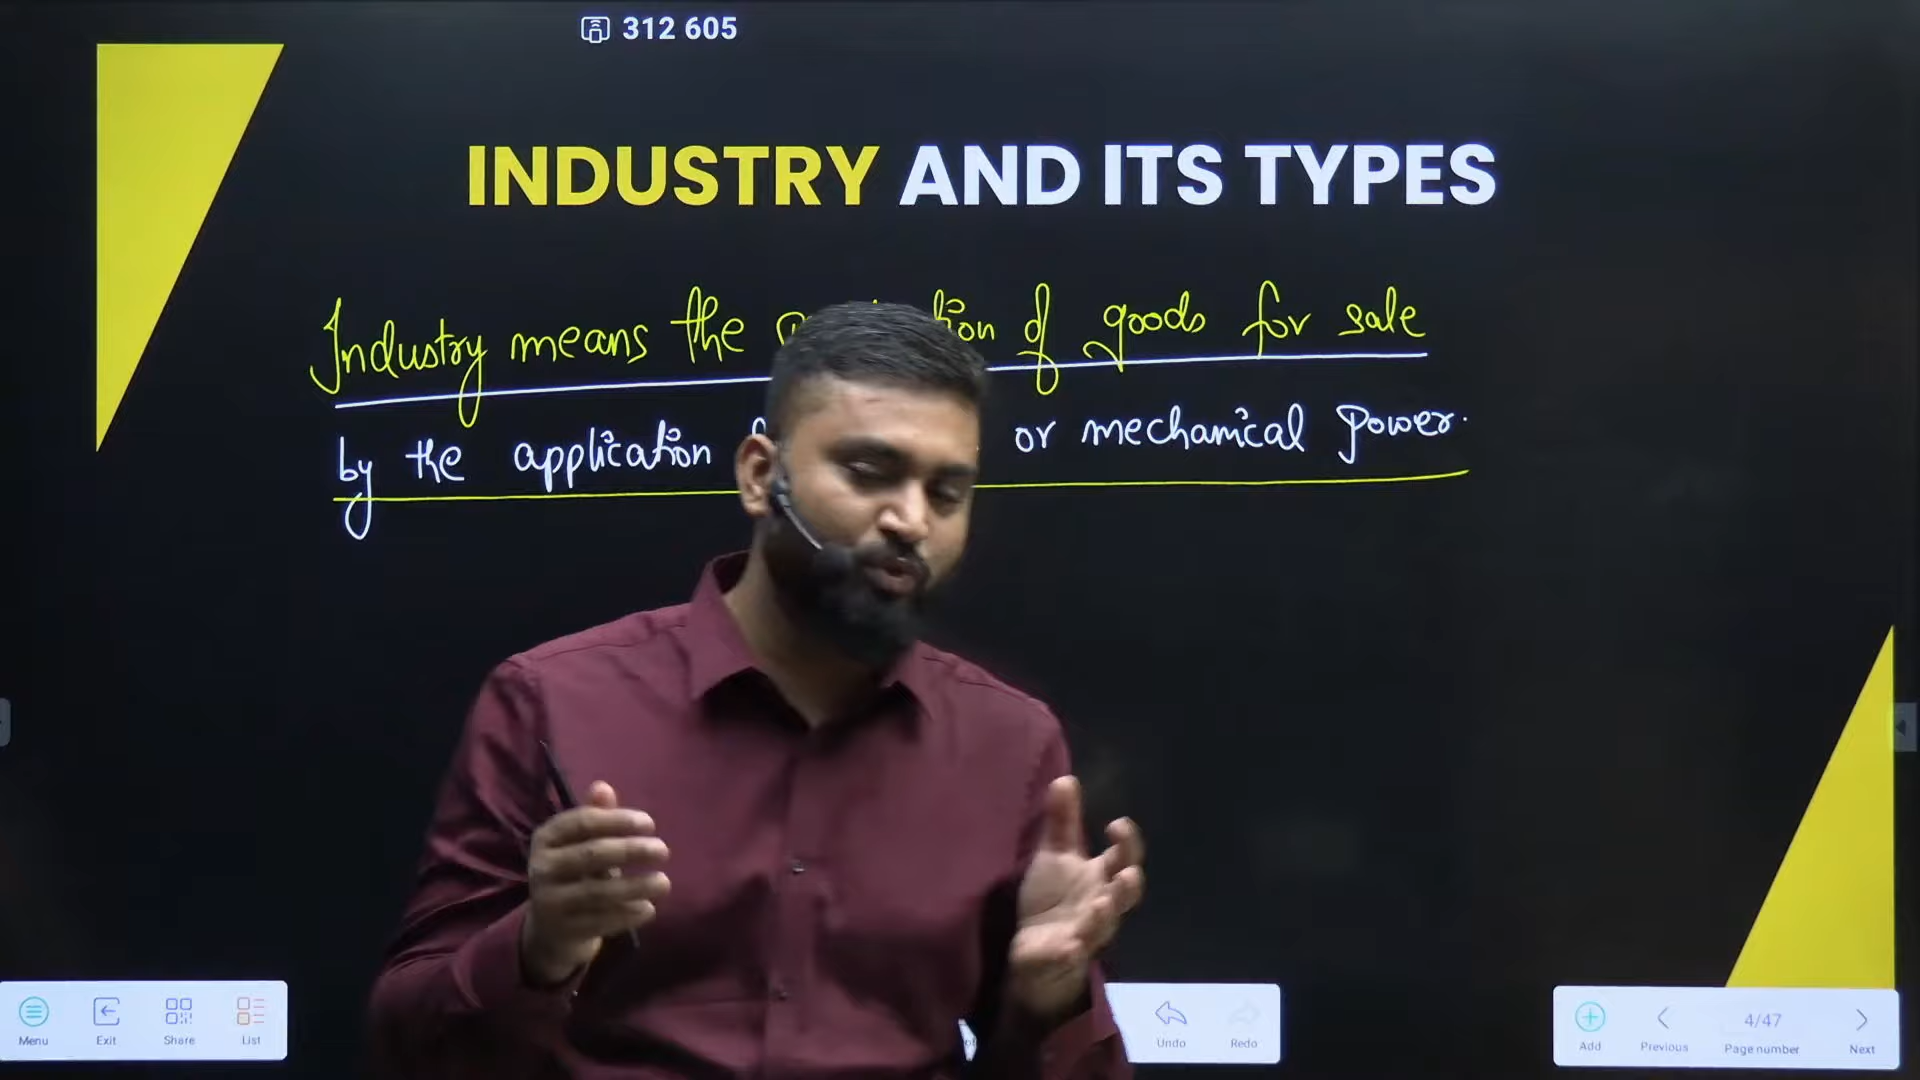 312 605
INDUSTRY AND ITS TYPES
Industry means the of goods for sale
by the application or mechanical power.
Menu Exit Share List Undo Redo Add Previous 4/47 Page number Next